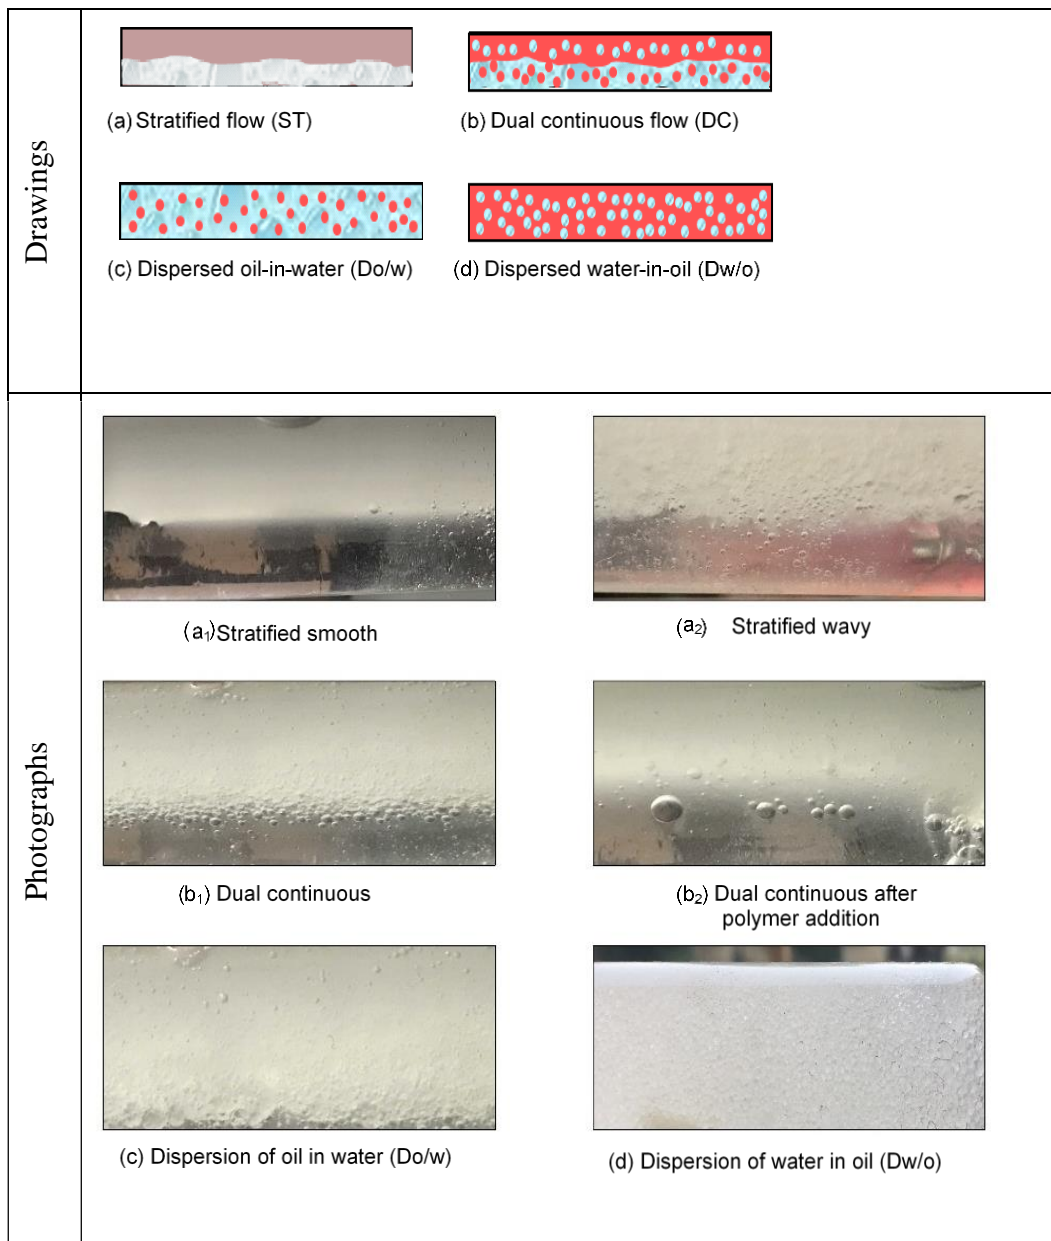 Drawings
(a) Stratified flow (ST)
(b) Dual continuous flow (DC)
(c) Dispersed oil-in-water (Do/w)
(d) Dispersed water-in-oil (Dw/o)
Photographs
(a₁)Stratified smooth
(a₂) Stratified wavy
(b₁) Dual continuous
(b₂) Dual continuous after
polymer addition
(c) Dispersion of oil in water (Do/w)
(d) Dispersion of water in oil (Dw/o)